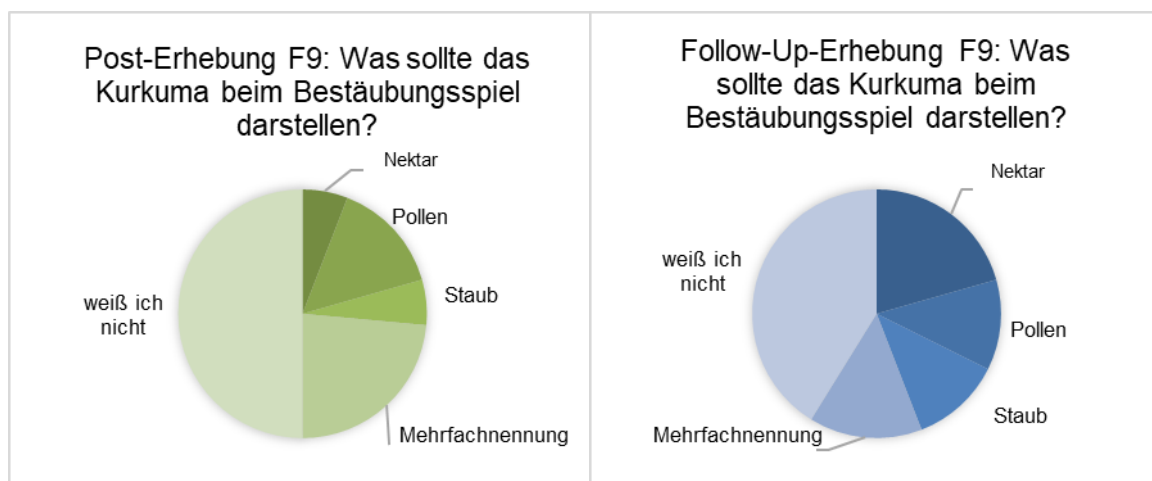 Post-Erhebung F9: Was sollte das
Kurkuma beim Bestäubungsspiel
darstellen?
Nektar
Pollen
Staub
Mehrfachnennung
weiß ich
nicht
Follow-Up-Erhebung F9: Was
sollte das Kurkuma beim
Bestäubungsspiel darstellen?
Nektar
Pollen
Staub
Mehrfachnennung
weiß ich
nicht